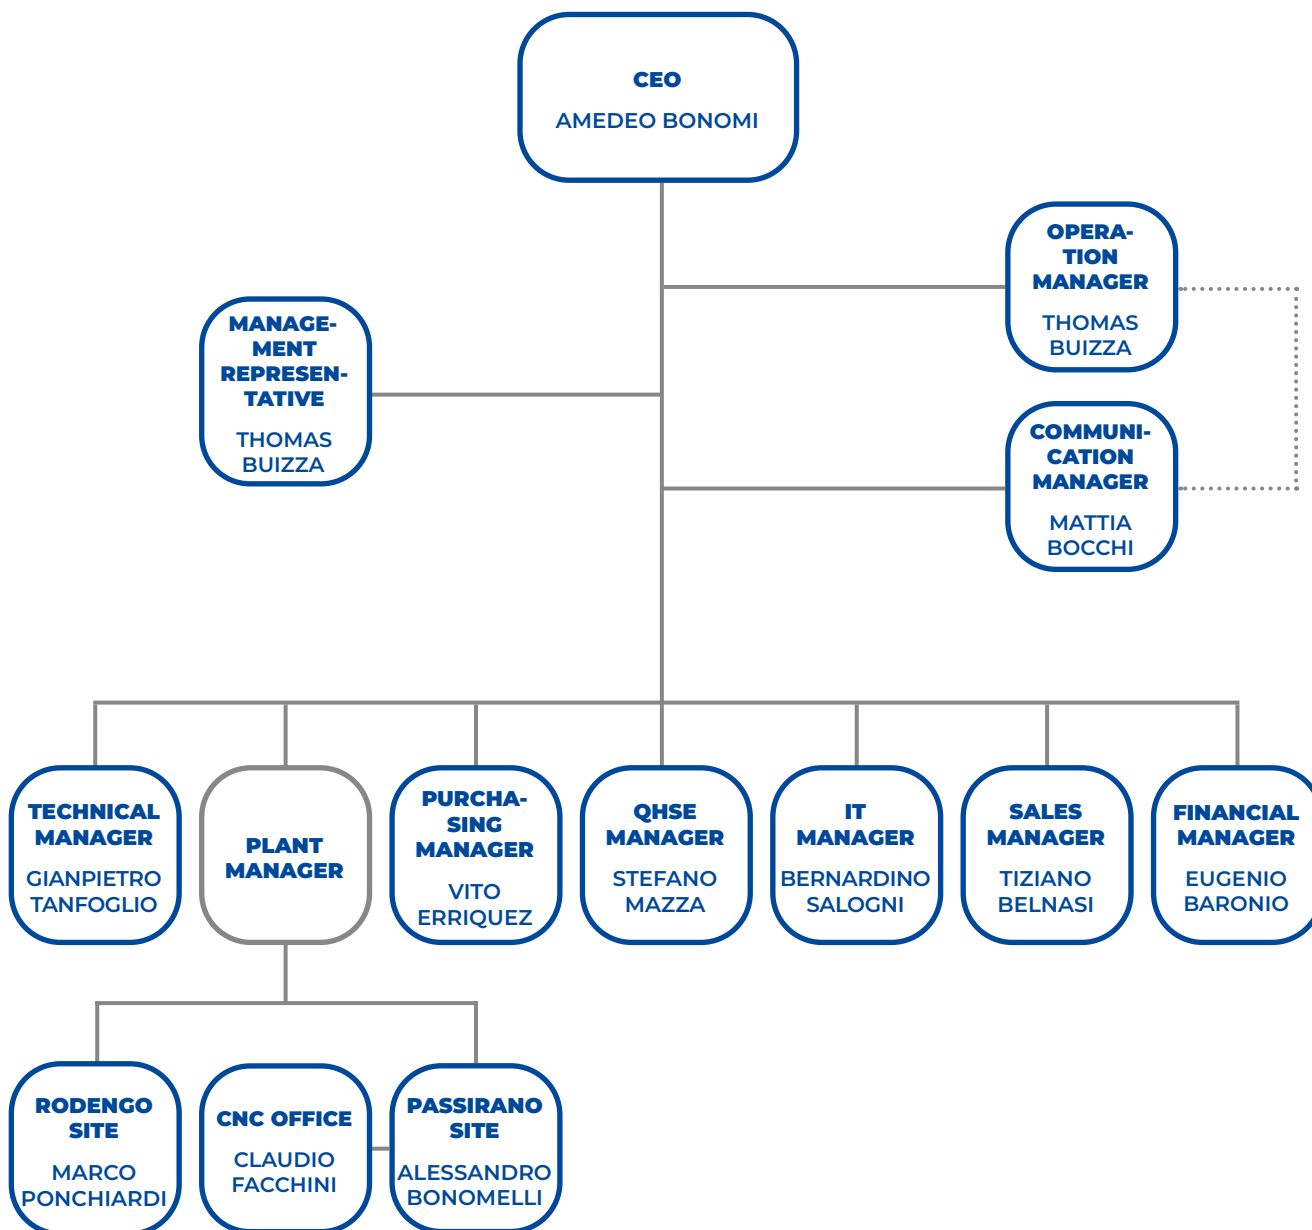 CEO
AMEDEO BONOMI
OPERA-
TION
MANAGER
THOMAS
BUIZZA
MANAGE-
MENT
REPRESEN-
TATIVE
THOMAS
BUIZZA
COMMUNI-
CATION
MANAGER
MATTIA
BOCCHI
TECHNICAL
MANAGER
GIANPIETRO
TANFOGLIO
PLANT
MANAGER
PURCHA-
SING
MANAGER
VITO
ERRIQUEZ
QHSE
MANAGER
STEFANO
MAZZA
IT
MANAGER
BERNARDINO
SALOGNI
SALES
MANAGER
TIZIANO
BELNASI
FINANCIAL
MANAGER
EUGENIO
BARONIO
RODENGO
SITE
MARCO
PONCHIARDI
CNC OFFICE
CLAUDIO
FACCHINI
PASSIRANO
SITE
ALESSANDRO
BONOMELLI